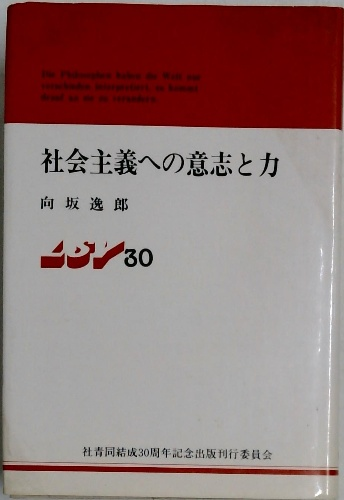 Die Philosophen haben die Welt nur
verschieden interpretiert, es kommt
darauf an sie zu verändern.
社会主義への意志と力
向坂逸郎
LSY30
社青同結成30周年記念出版刊行委員会